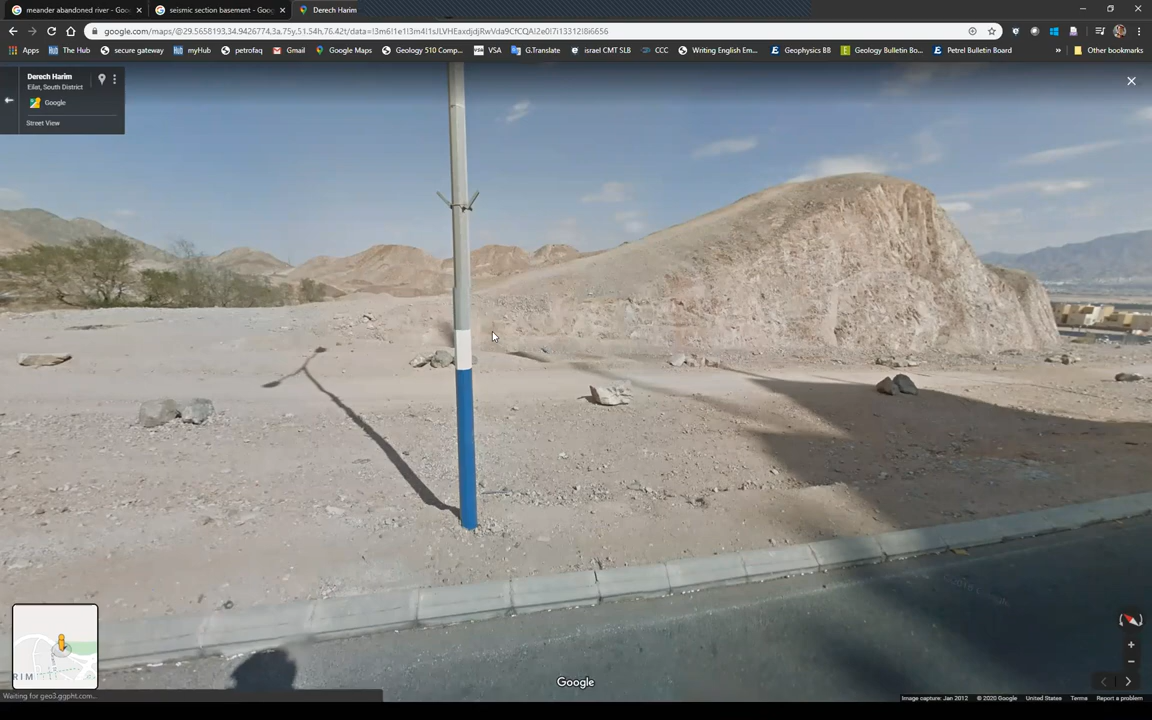 meander abandoned river - Goo
seismic section basement - Goog
Derech Harim
google.com/maps/@29.5658193,34.9426774,3a,75y,51.54h,76.42t/data=!3m6!1e1!3m4!1sJLVHEaxdjdjRwVda9CfCQA!2e0!7i13312!8i6656
Apps
The Hub
secure gateway
myHub
petrofaq
Gmail
Google Maps
Geology 510 Comp...
VSA
G.Translate
israel CMT SLB
CCC
Writing English Em...
Geophysics BB
Geology Bulletin Bo...
Petrel Bulletin Board
»
Other bookmarks
Derech Harim
Eilat, South District
Google
Street View
RIM
Google
Waiting for geo3.ggpht.com...
Image capture: Jan 2012
© 2020 Google
United States
Terms
Report a problem